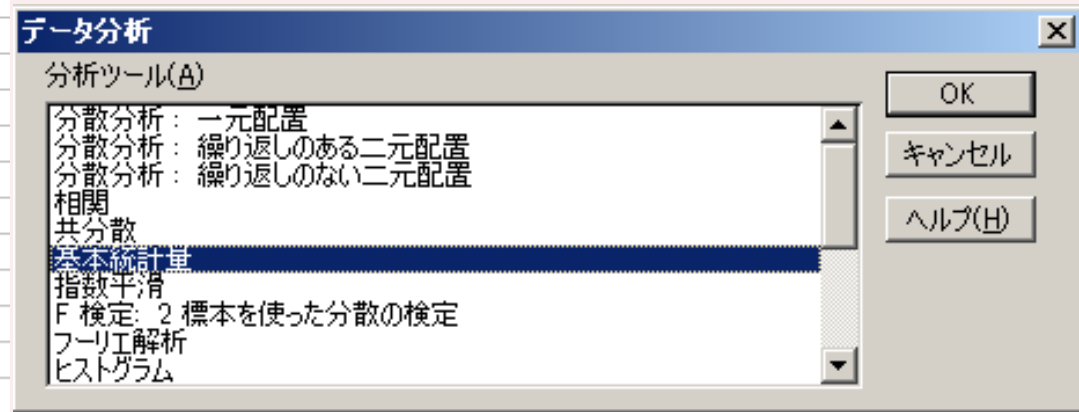 データ分析
分析ツール(A)
分散分析： 一元配置
分散分析： 繰り返しのある二元配置
分散分析： 繰り返しのない二元配置
相関
共分散
基本統計量
指数平滑
F 検定: 2 標本を使った分散の検定
フーリエ解析
ヒストグラム
OK
キャンセル
ヘルプ(H)